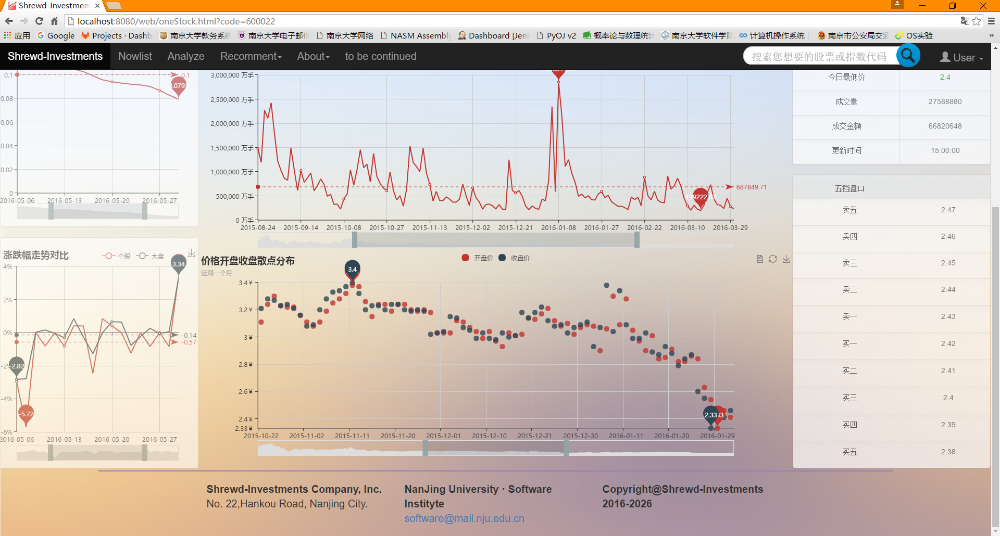 Shrewd-Investmen
localhost:8080/web/oneStock.html?code=600022
应用 Google Projects · Dashb 南京大学教务系统 南京大学电子邮件 南京大学网络 NASM Assembly Dashboard [Jenk PyOJ v2 概率论与数理统计 南京大学软件学院 计算机操作系统 南京市公安局交通 OS实验 »
Shrewd-Investments Nowlist Analyze Recomment About to be continued 搜索您想要的股票或指数代码 User
0.1 0.1
0.0793
0.08
0.06
0.04
0.02
0
2016-05-06 2016-05-13 2016-05-20 2016-05-27
涨跌幅走势对比
个股 大盘
3.34
4%
2%
0%
-0.14
-0.57
-2%
-2.82
-4%
-5.72
-6%
2016-05-06 2016-05-13 2016-05-20 2016-05-27
3,000,000 万手
2,500,000 万手
2,000,000 万手
1,500,000 万手
1,000,000 万手
687849.71
500,000 万手
199222.02
0 万手
2015-08-24 2015-09-14 2015-10-08 2015-10-27 2015-11-13 2015-12-02 2015-12-21 2016-01-08 2016-01-27 2016-02-22 2016-03-10 2016-03-29
价格开盘收盘散点分布
近期一个月
开盘价 收盘价
3.4
3.4 ¥
3.2 ¥
3 ¥
2.8 ¥
2.6 ¥
2.4 ¥
2.33
2.33 ¥
2015-10-22 2015-11-02 2015-11-11 2015-11-20 2015-12-01 2015-12-10 2015-12-21 2015-12-30 2016-01-11 2016-01-20 2016-01-29
今日最低价 2.4
成交量 27588880
成交金额 66820648
更新时间 15:00:00
五档盘口
卖五 2.47
卖四 2.46
卖三 2.45
卖二 2.44
卖一 2.43
买一 2.42
买二 2.41
买三 2.4
买四 2.39
买五 2.38
Shrewd-Investments Company, Inc.
No. 22,Hankou Road, Nanjing City.
NanJing University · Software
Instityte
software@mail.nju.edu.cn
Copyright@Shrewd-Investments
2016-2026